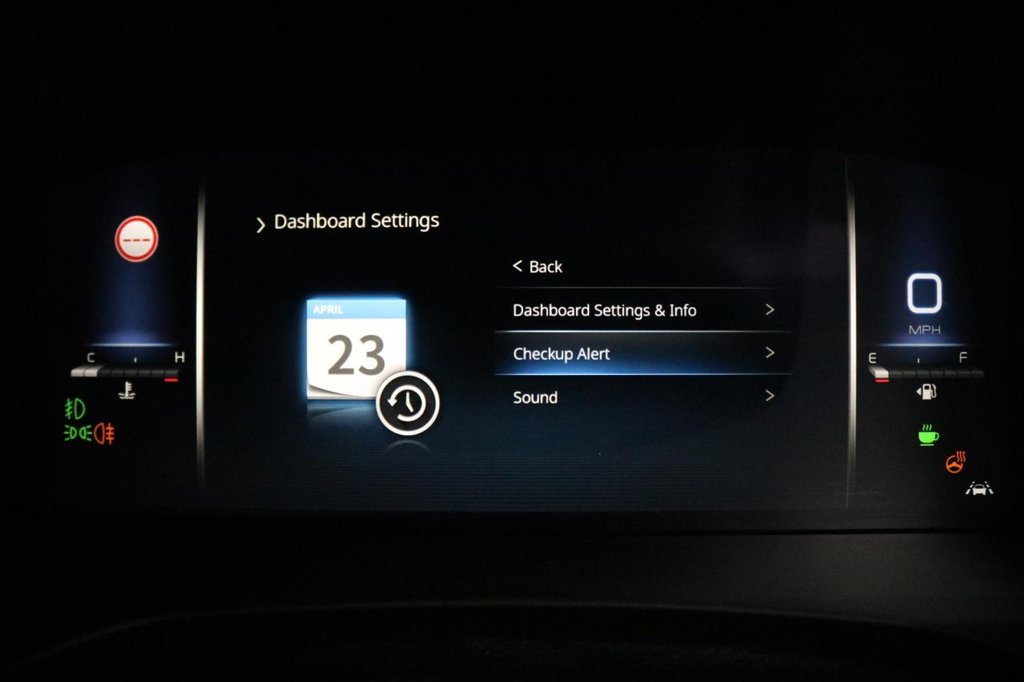 Dashboard Settings
< Back
Dashboard Settings & Info >
APRIL
23
Checkup Alert >
Sound >
---
C H
0
MPH
E F